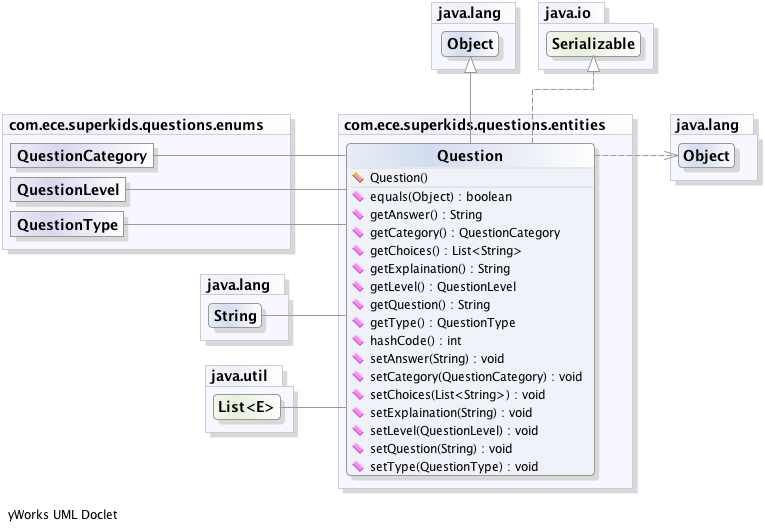 java.lang
Object
java.io
Serializable
com.ece.superkids.questions.enums
QuestionCategory
QuestionLevel
QuestionType
java.lang
String
java.util
List<E>
com.ece.superkids.questions.entities
Question
Question()
equals(Object) : boolean
getAnswer() : String
getCategory() : QuestionCategory
getChoices() : List<String>
getExplaination() : String
getLevel() : QuestionLevel
getQuestion() : String
getType() : QuestionType
hashCode() : int
setAnswer(String) : void
setCategory(QuestionCategory) : void
setChoices(List<String>) : void
setExplaination(String) : void
setLevel(QuestionLevel) : void
setQuestion(String) : void
setType(QuestionType) : void
java.lang
Object
yWorks UML Doclet